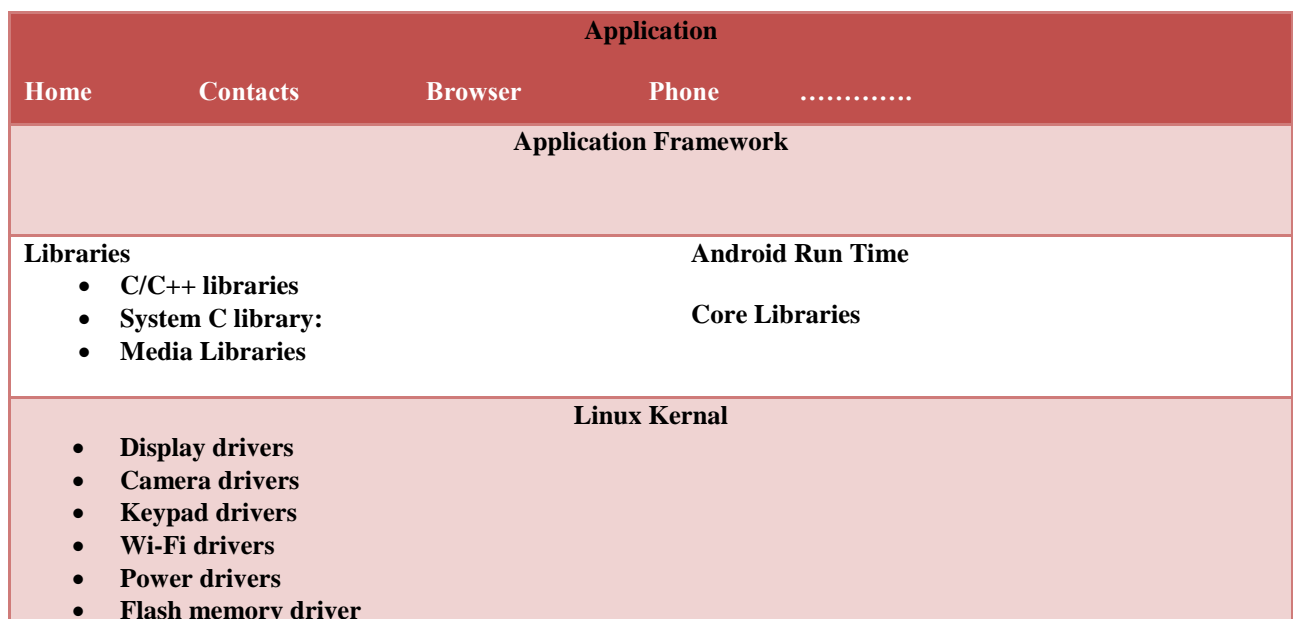 Application
Home Contacts Browser Phone ………….
Application Framework
Libraries
• C/C++ libraries
• System C library:
• Media Libraries
Android Run Time
Core Libraries
Linux Kernal
• Display drivers
• Camera drivers
• Keypad drivers
• Wi-Fi drivers
• Power drivers
• Flash memory driver